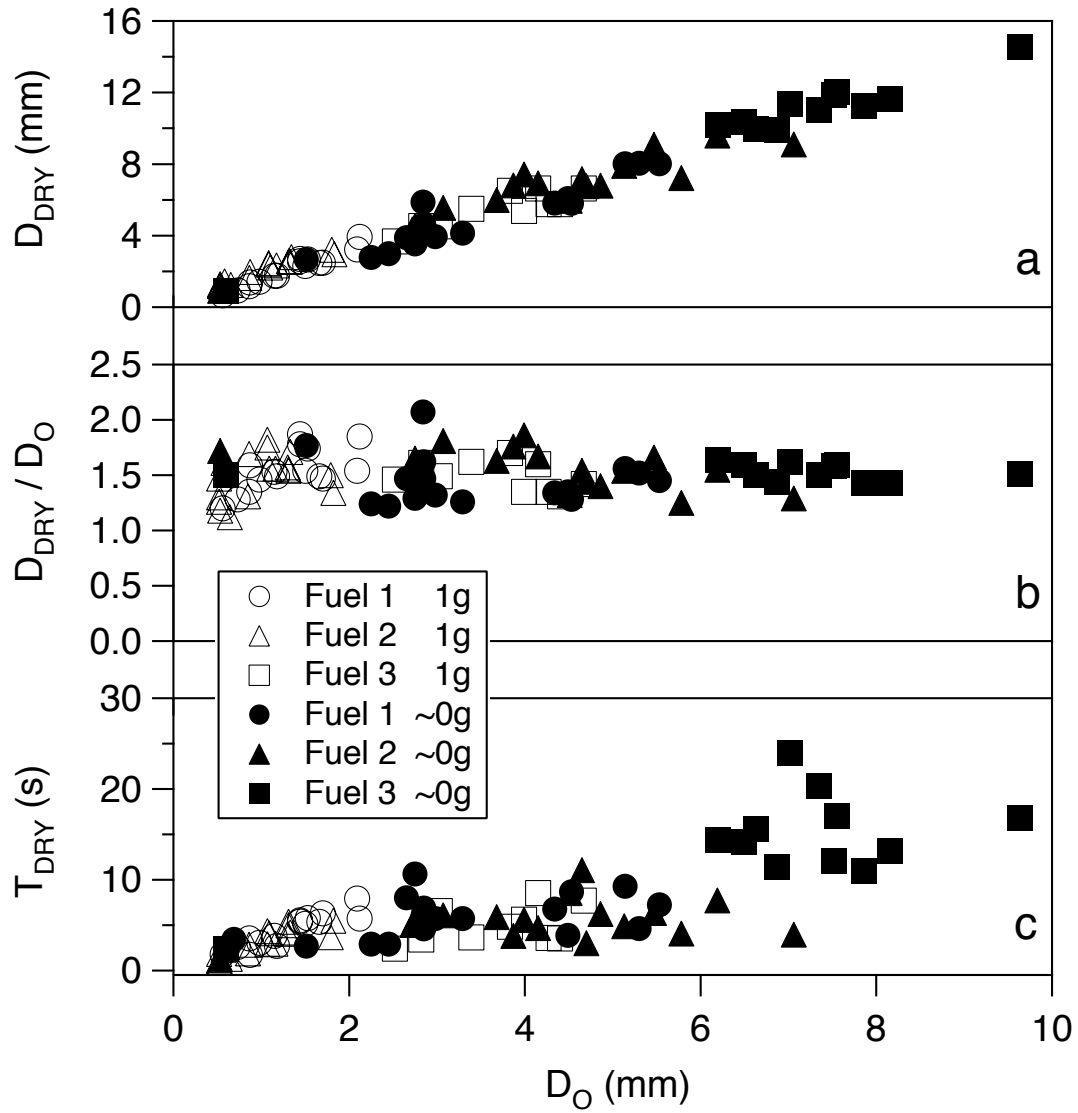 16
12
8
4
0
D_DRY (mm)
a
2.5
2.0
1.5
1.0
0.5
0.0
D_DRY / D_O
b
Fuel 1 1g
Fuel 2 1g
Fuel 3 1g
Fuel 1 ~0g
Fuel 2 ~0g
Fuel 3 ~0g
30
20
10
0
T_DRY (s)
c
0 2 4 6 8 10
D_O (mm)